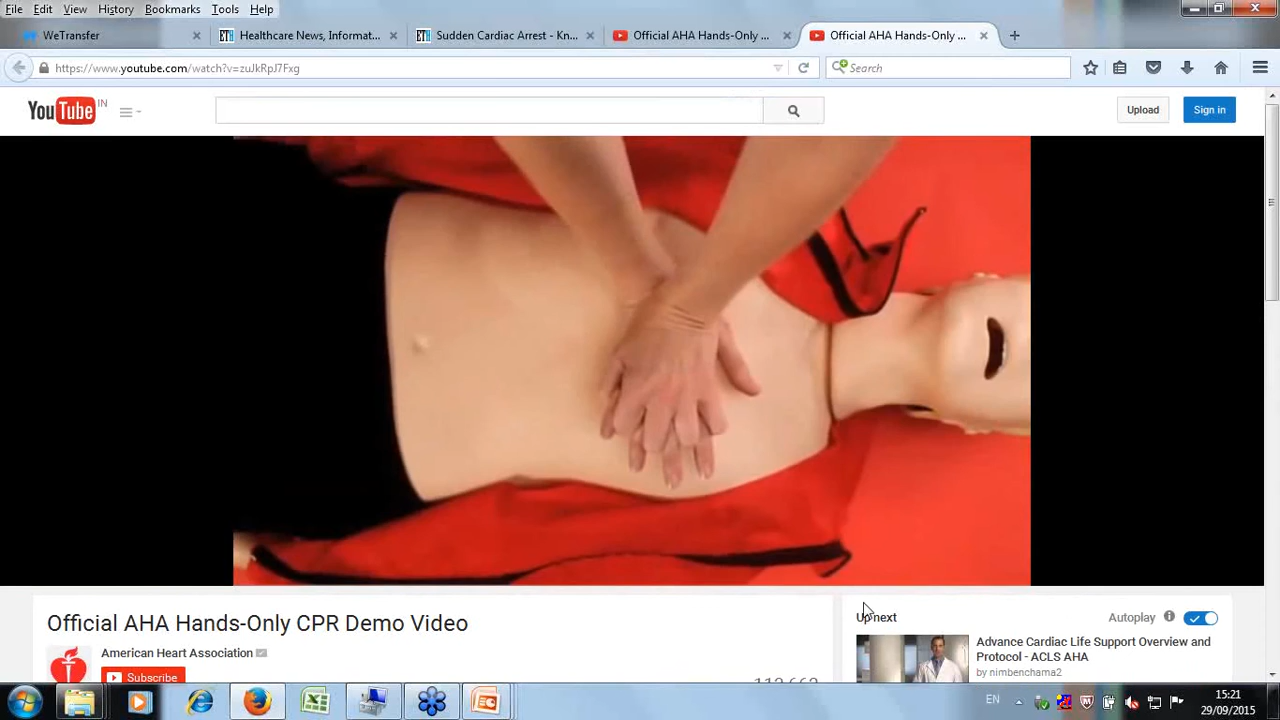 File Edit View History Bookmarks Tools Help
WeTransfer
Healthcare News, Informat...
Sudden Cardiac Arrest - Kn...
Official AHA Hands-Only ...
Official AHA Hands-Only ...
https://www.youtube.com/watch?v=zuJkRpJ7Fxg
Search
YouTube IN
Upload
Sign in
Official AHA Hands-Only CPR Demo Video
American Heart Association
Subscribe
Up next
Autoplay
Advance Cardiac Life Support Overview and
Protocol - ACLS AHA
by nimbenchama2
EN
15:21
29/09/2015